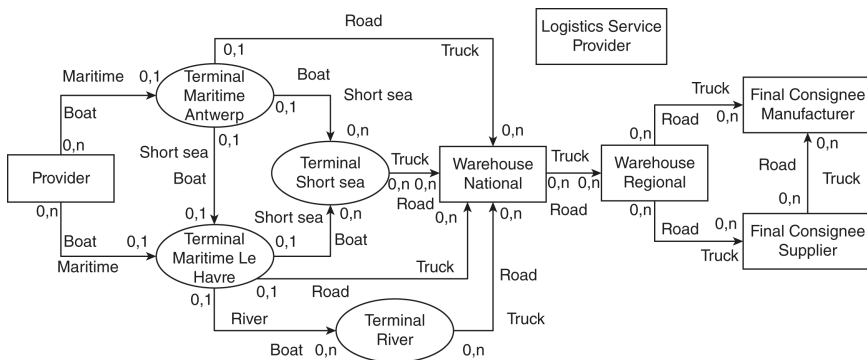 Road
Logistics Service
Provider
0,1
Truck
Maritime
0,1
Terminal
Maritime
Antwerp
Boat
0,1
Short sea
Boat
0,n
0,1
Short sea
Boat
0,n
Terminal
Short sea
Truck
0,n
0,n
Road
0,n
Warehouse
National
Truck
0,n
0,n
Road
Warehouse
Regional
0,n
Road
Truck
0,n
Final Consignee
Manufacturer
0,n
Road
Truck
0,n
Provider
0,n
Boat
Maritime
0,1
0,1
Terminal
Maritime Le
Havre
0,1
Short sea
0,n
Boat
0,n
0,n
Truck
Road
0,1
Road
Truck
0,n
Road
0,n
Truck
Final Consignee
Supplier
0,1
River
Boat
0,n
Terminal
River
0,n